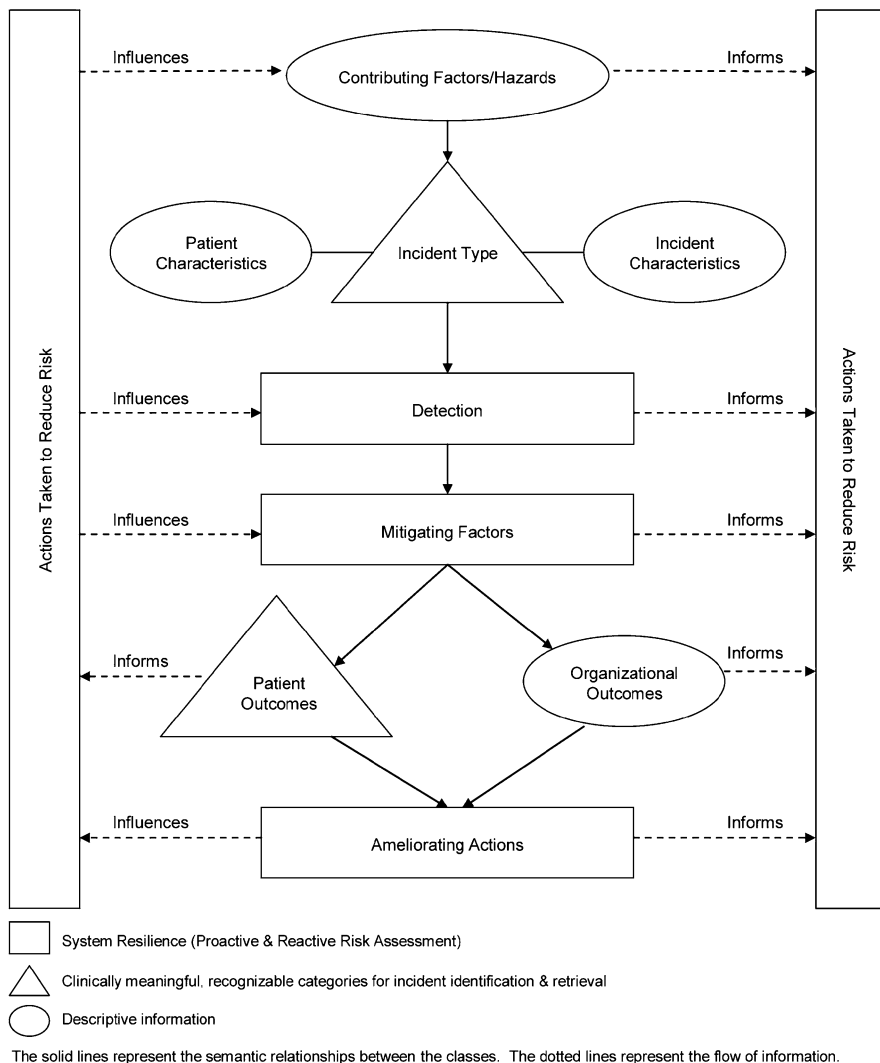 Influences
Contributing Factors/Hazards
Informs
Patient
Characteristics
Incident Type
Incident
Characteristics
Actions Taken to Reduce Risk
Actions Taken to Reduce Risk
Influences
Detection
Informs
Influences
Mitigating Factors
Informs
Informs
Patient
Outcomes
Organizational
Outcomes
Informs
Influences
Ameliorating Actions
Informs
System Resilience (Proactive & Reactive Risk Assessment)
Clinically meaningful, recognizable categories for incident identification & retrieval
Descriptive information
The solid lines represent the semantic relationships between the classes. The dotted lines represent the flow of information.